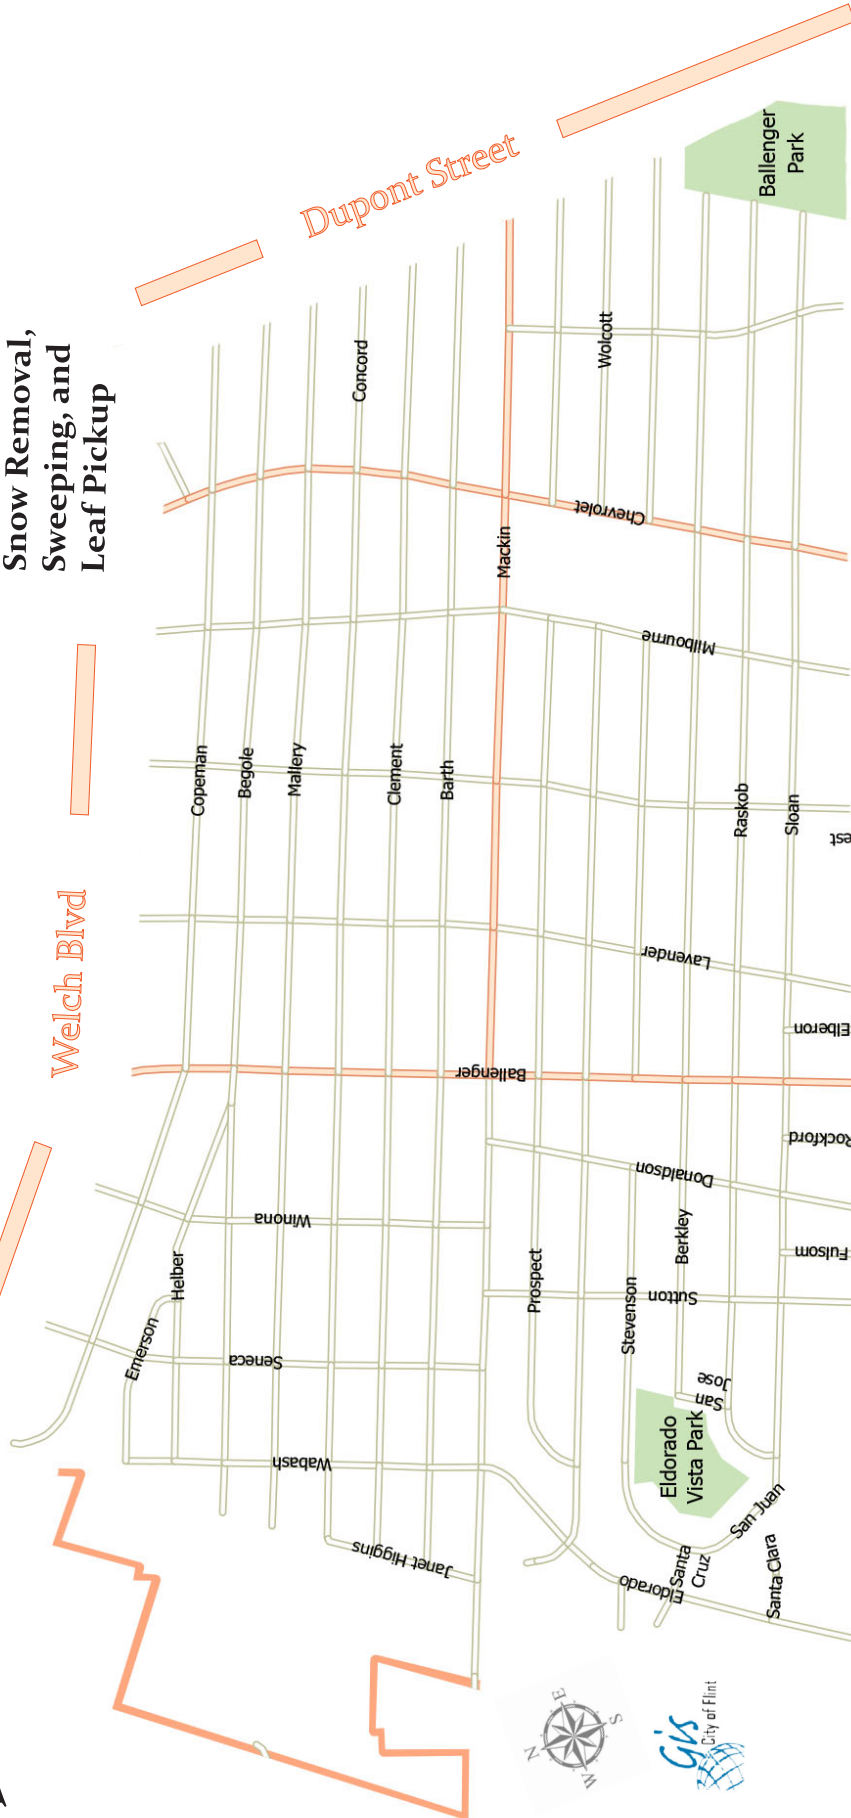 Snow Removal,
Sweeping, and
Leaf Pickup
Dupont Street
Welch Blvd
Ballenger
Park
Wolcott
Concord
Chevrolet
Mackin
Milbourne
Copeman
Begole
Mallery
Clement
Barth
Raskob
Sloan
est
Lavender
Elberon
Ballenger
Rockford
Donaldson
Winona
Berkley
Fulsom
Helber
Prospect
Stevenson
Sutton
Emerson
Seneca
San
Jose
Eldorado
Vista Park
Wabash
San Juan
Janet Higgins
Santa
Cruz
Eldorado
Santa Clara
N
E
S
W
Gis
City of Flint